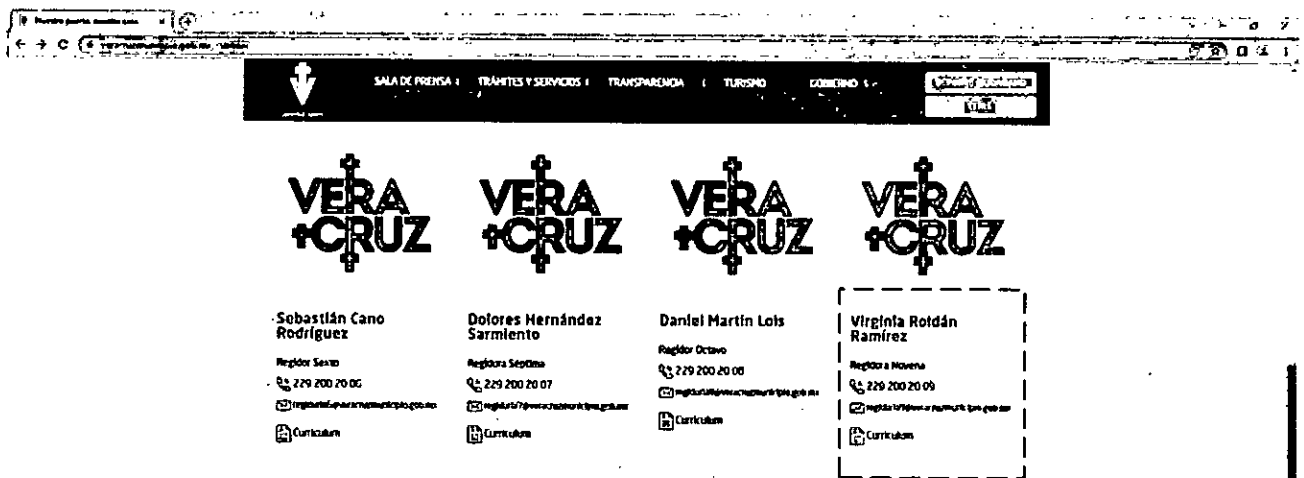 SALA DE PRENSA TRÁMITES Y SERVICIOS TRANSPARENCIA TURISMO GOBIERNO
VERA VERA VERA VERA
CRUZ CRUZ CRUZ CRUZ
Sebastián Cano
Rodríguez
Regidor Sexto
229 200 20 06
Curriculum
Dolores Hernández
Sarmiento
Regidora Séptima
229 200 20 07
Curriculum
Daniel Martin Lois
Regidor Octavo
229 200 20 08
Curriculum
Virginia Roldán
Ramírez
Regidora Novena
229 200 20 09
Curriculum